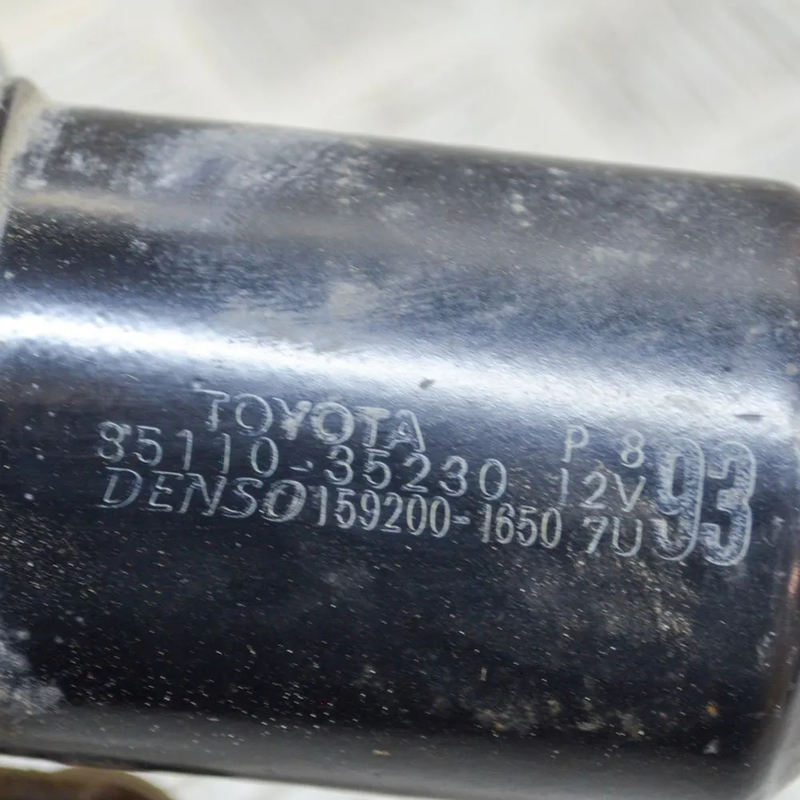 TOYOTA P 8
85110-35230 12V 93
DENSO 159200-1650 7U